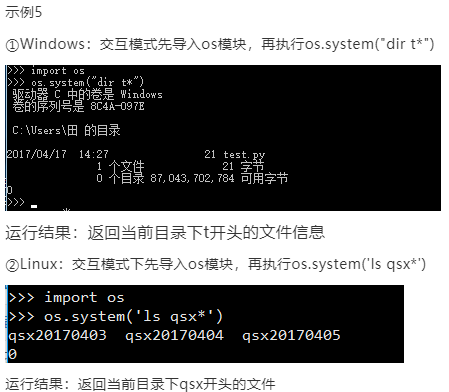 示例5
①Windows：交互模式先导入os模块，再执行os.system("dir t*")
>>> import os
>>> os.system("dir t*")
驱动器 C 中的卷是 Windows
卷的序列号是 8C4A-097E
C:\Users\田 的目录
2017/04/17  14:27                21 test.py
1 个文件             21 字节
0 个目录 87,043,702,784 可用字节
0
>>>
运行结果：返回当前目录下t开头的文件信息
②Linux：交互模式下先导入os模块，再执行os.system('ls qsx*')
>>> import os
>>> os.system('ls qsx*')
qsx20170403  qsx20170404  qsx20170405
0
运行结果：返回当前目录下qsx开头的文件